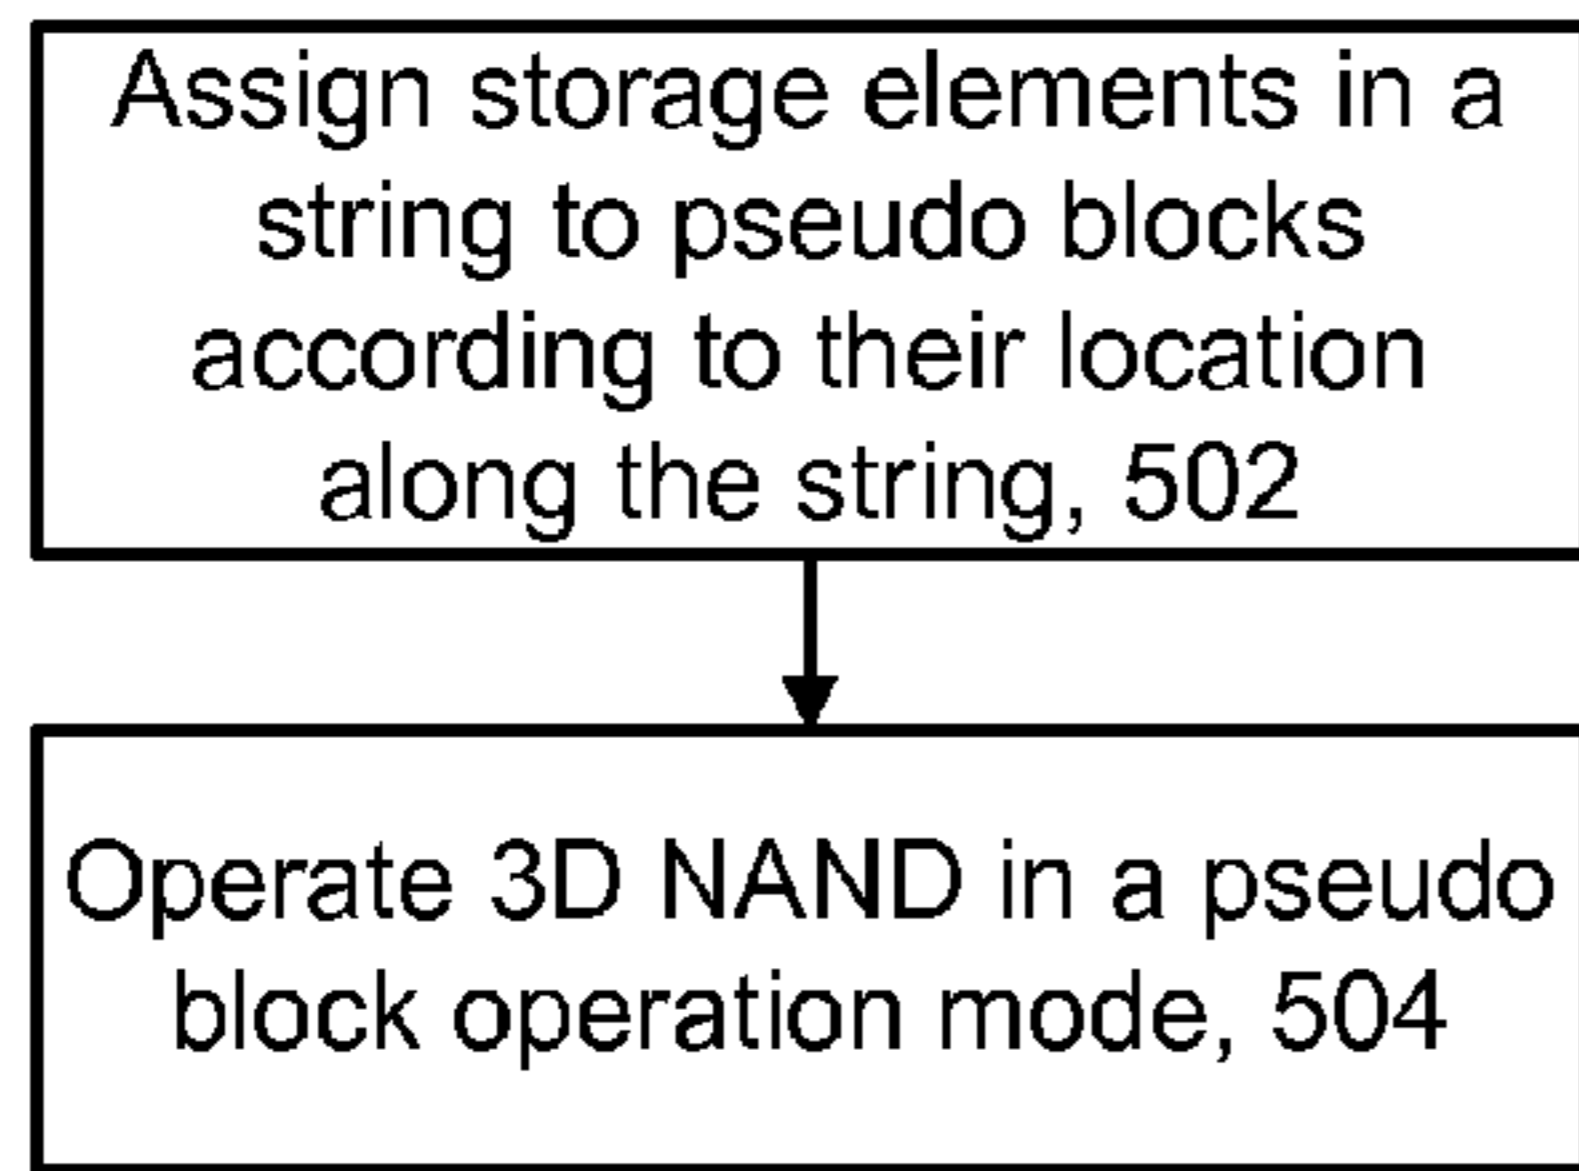 Assign storage elements in a
string to pseudo blocks
according to their location
along the string, 502
Operate 3D NAND in a pseudo
block operation mode, 504